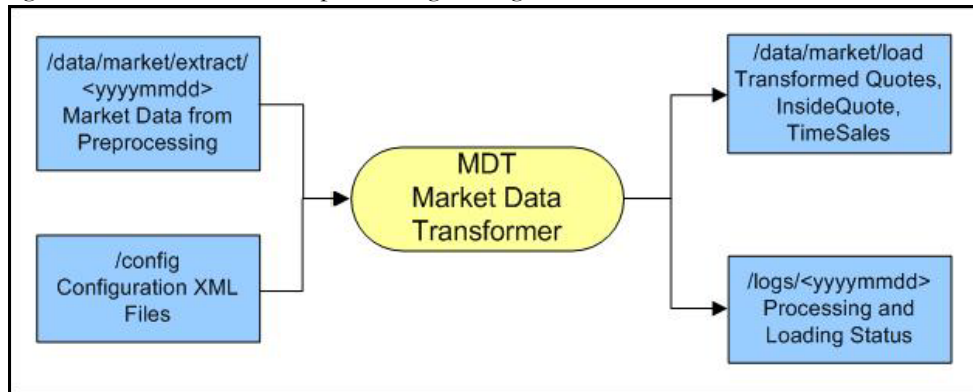 /data/market/extract/
<yyyymmdd>
Market Data from
Preprocessing
/config
Configuration XML
Files
MDT
Market Data
Transformer
/data/market/load
Transformed Quotes,
InsideQuote,
TimeSales
/logs/<yyyymmdd>
Processing and
Loading Status